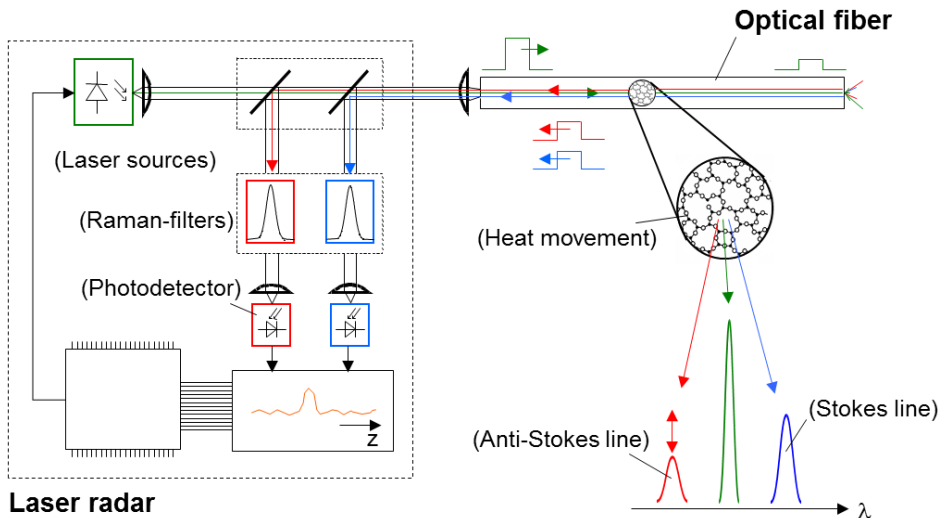 Optical fiber
(Laser sources)
(Raman-filters)
(Heat movement)
(Photodetector)
z
(Stokes line)
(Anti-Stokes line)
Laser radar
λ